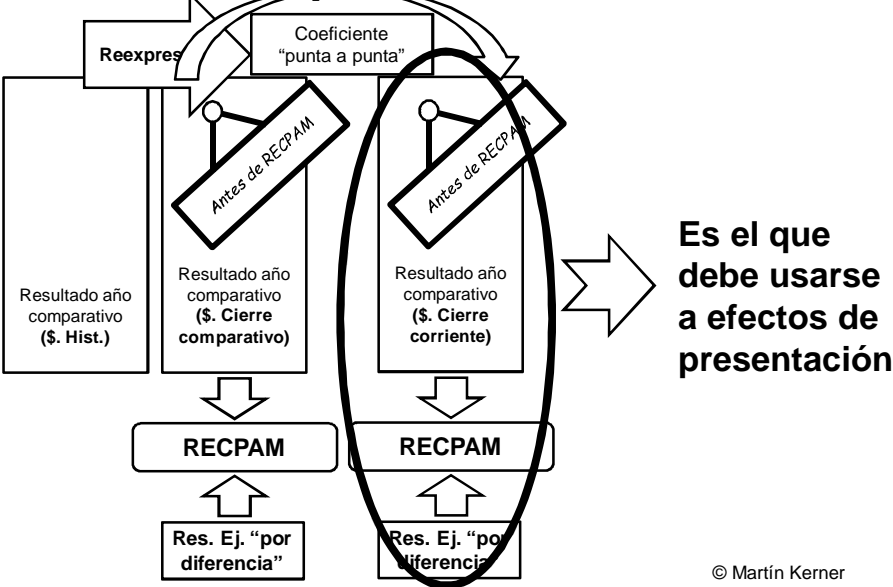 Reexpres
Coeficiente
“punta a punta”
Antes de RECPAM
Antes de RECPAM
Resultado año
comparativo
($. Hist.)
Resultado año
comparativo
($. Cierre
comparativo)
Resultado año
comparativo
($. Cierre
corriente)
Es el que
debe usarse
a efectos de
presentación
RECPAM
RECPAM
Res. Ej. “por
diferencia”
Res. Ej. “por
diferencia”
© Martín Kerner